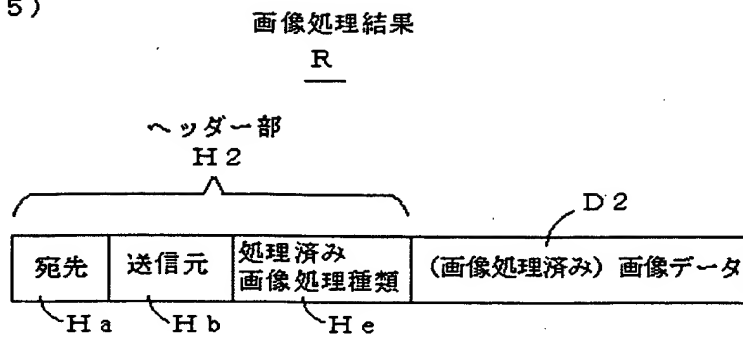 5)
画像処理結果
R
ヘッダー部
H2
D2
宛先 送信元 処理済み
画像処理種類 (画像処理済み) 画像データ
Ha Hb He